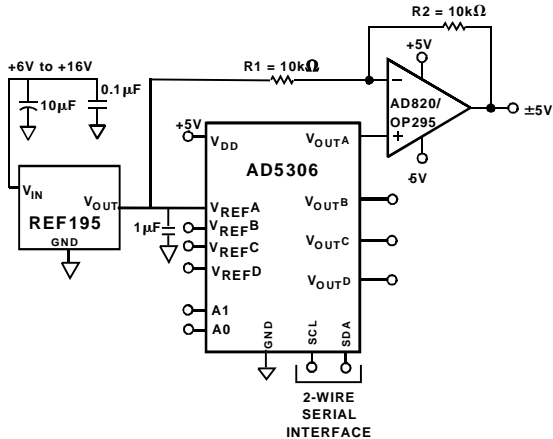 R2 = 10kΩ
+6V to +16V
R1 = 10kΩ
+5V
0.1μF
10μF
−
AD820/
OP295
±5V
+5V
VOUTA
+
VDD
AD5306
-5V
VIN
VOUT
VREFA
VOUTB
REF195
1μF
VREFB
GND
VREFC
VOUTC
VREFD
VOUTD
A1
A0
GND
SCL
SDA
2-WIRE
SERIAL
INTERFACE